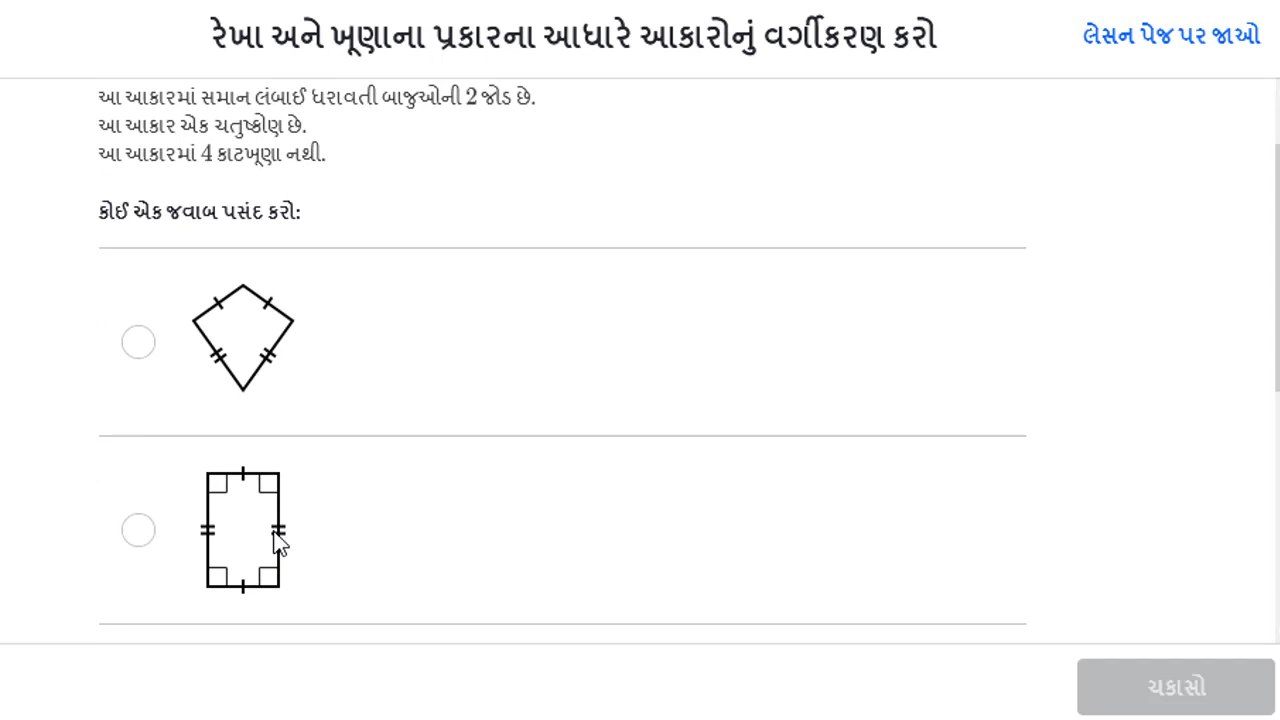 રેખા અને ખૂણાના પ્રકારના આધારે આકારોનું વર્ગીકરણ કરો
લેસન પેજ પર જાઓ
આ આકારમાં સમાન લંબાઈ ધરાવતી બાજુઓની 2 જોડ છે.
આ આકાર એક ચતુષ્કોણ છે.
આ આકારમાં 4 કાટખૂણા નથી.
કોઈ એક જવાબ પસંદ કરો:
ચકાસો